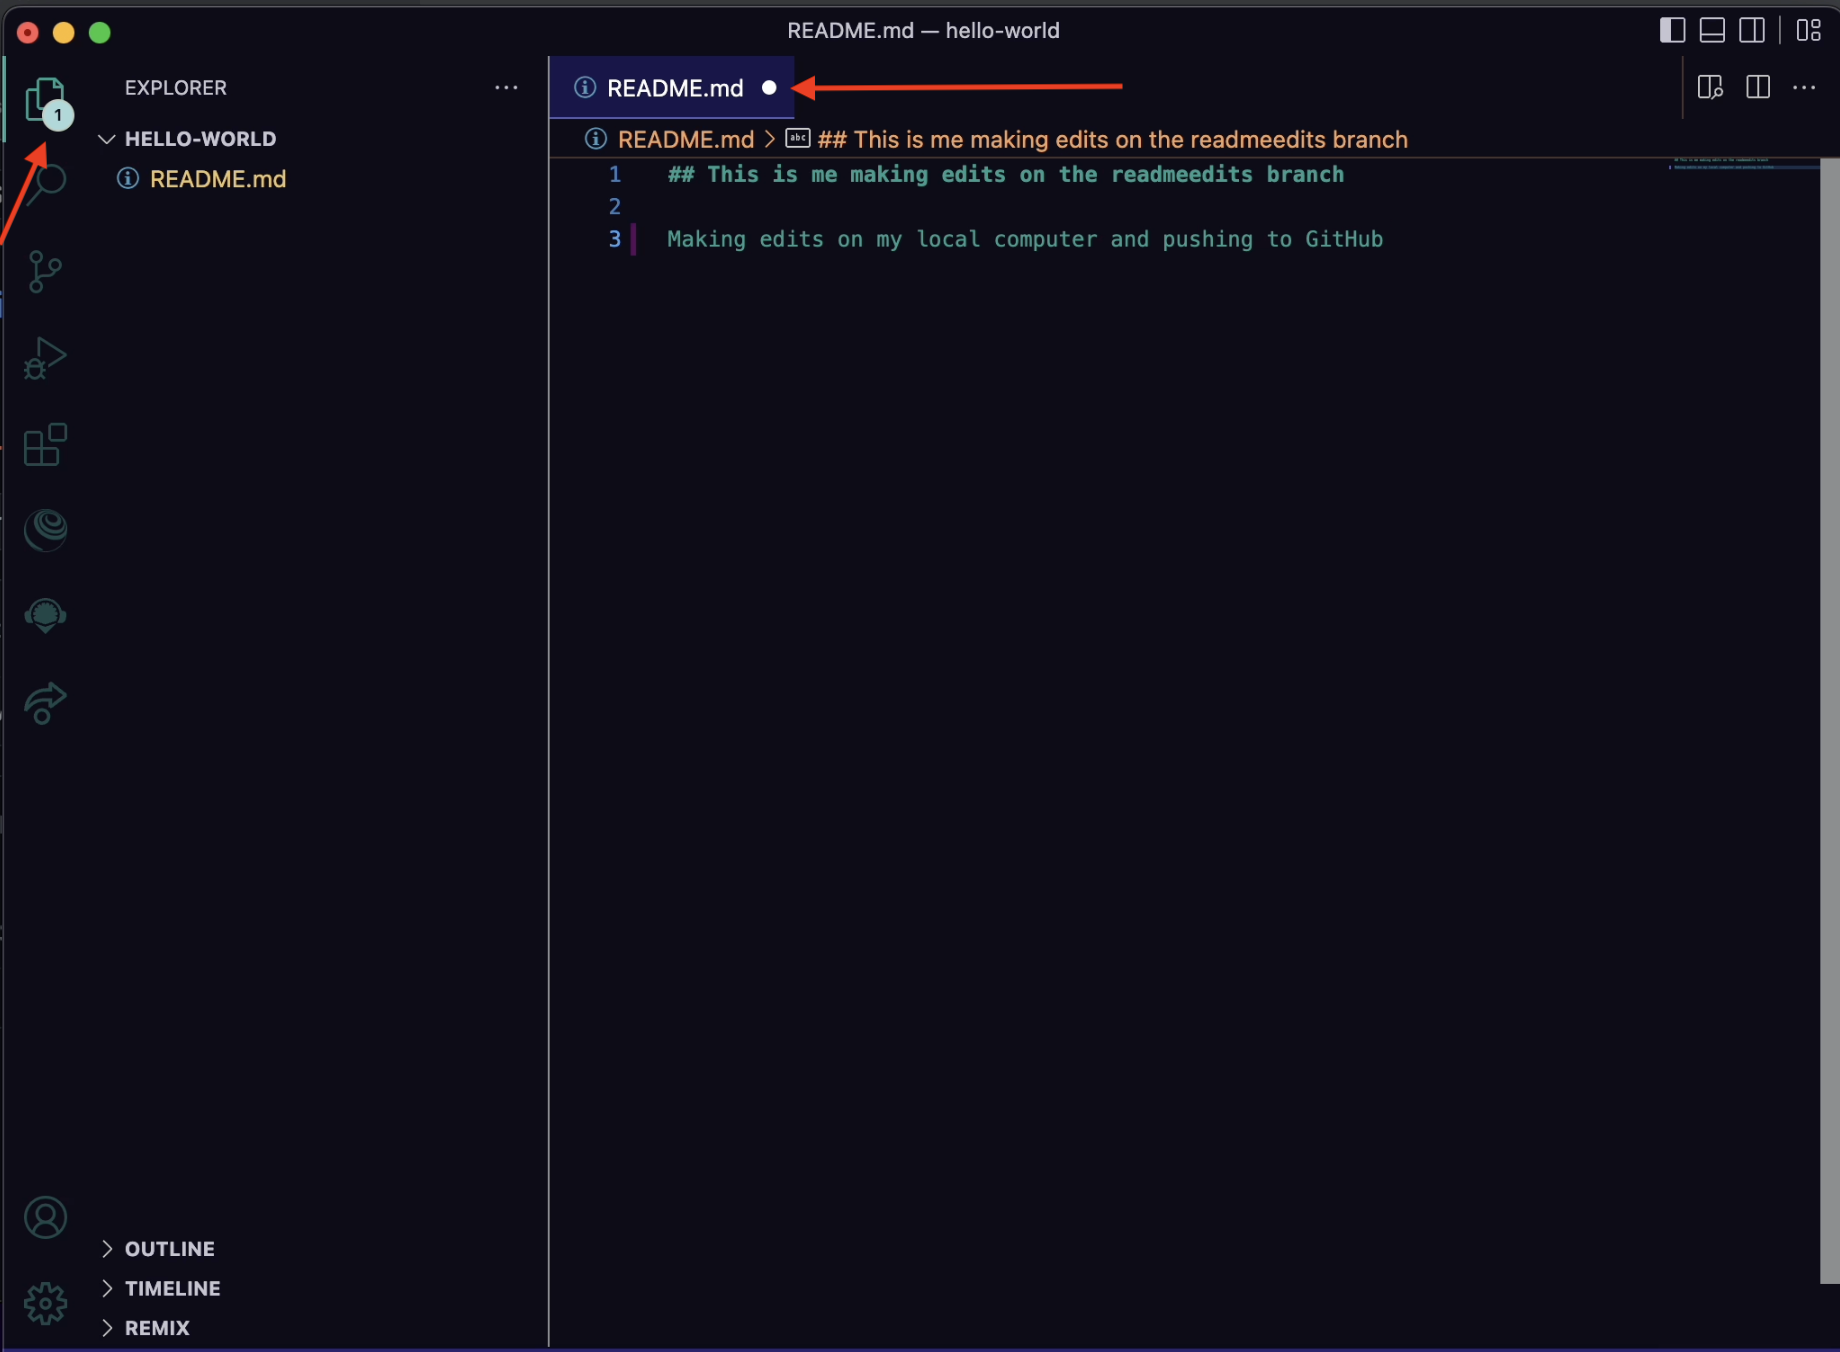 README.md — hello-world
EXPLORER
1
HELLO-WORLD
README.md
README.md
README.md > abc ## This is me making edits on the readmeedits branch
1 ## This is me making edits on the readmeedits branch
2
3 Making edits on my local computer and pushing to GitHub
OUTLINE
TIMELINE
REMIX